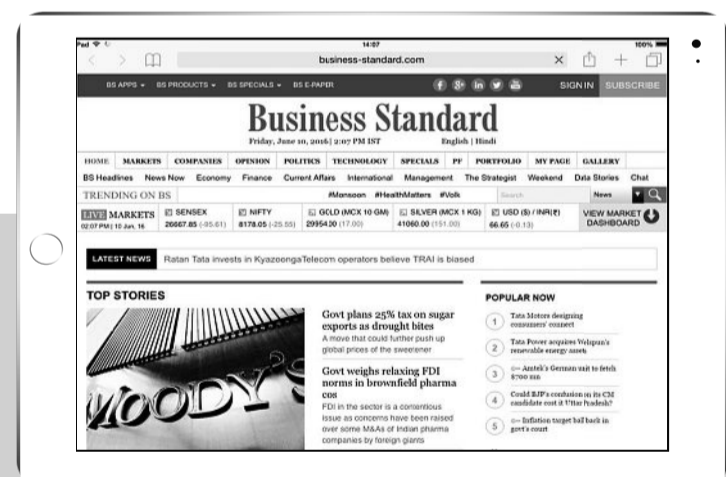 iPad 14:07 100%
business-standard.com
BS APPS BS PRODUCTS BS SPECIALS BS E-PAPER SIGN IN SUBSCRIBE
Business Standard
Friday, June 10, 2016 | 2:07 PM IST English | Hindi
HOME MARKETS COMPANIES OPINION POLITICS TECHNOLOGY SPECIALS PF PORTFOLIO MY PAGE GALLERY
BS Headlines News Now Economy Finance Current Affairs International Management The Strategist Weekend Data Stories Chat
TRENDING ON BS #Monsoon #HealthMatters #Volk Search News
LIVE MARKETS SENSEX NIFTY GOLD (MCX 10 GM) SILVER (MCX 1 KG) USD ($) / INR(₹) VIEW MARKET
02:07 PM | 10 Jun, 16 26667.85 (-95.61) 8178.05 (-25.55) 29954.00 (17.00) 41060.00 (151.00) 66.65 (-0.13) DASHBOARD
LATEST NEWS Ratan Tata invests in KyazoongaTelecom operators believe TRAI is biased
TOP STORIES
MOODY'S
Govt plans 25% tax on sugar
exports as drought bites
A move that could further push up
global prices of the sweetener
Govt weighs relaxing FDI
norms in brownfield pharma
cos
FDI in the sector is a contentious
issue as concerns have been raised
over some M&As of Indian pharma
companies by foreign giants
POPULAR NOW
1 Tata Motors designing
consumers' connect
2 Tata Power acquires Welspun's
renewable energy assets
3 Amtek's German unit to fetch
$700 mn
4 Could BJP's confusion on its CM
candidate cost it Uttar Pradesh?
5 Inflation target ball back in
govt's court